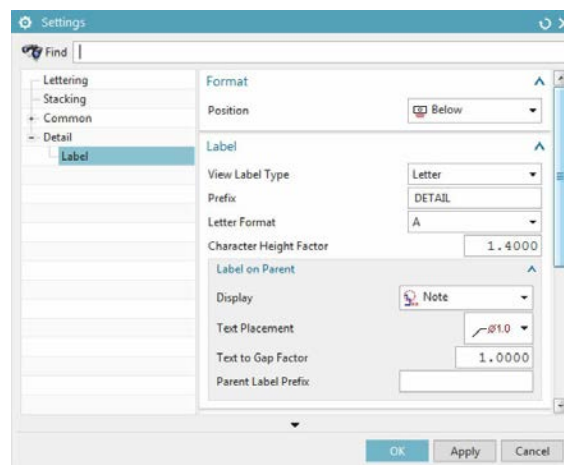 Settings
Find
Lettering
Stacking
Common
Detail
Label
Format
Position Below
Label
View Label Type Letter
Prefix DETAIL
Letter Format A
Character Height Factor 1.4000
Label on Parent
Display Note
Text Placement Ø1.0
Text to Gap Factor 1.0000
Parent Label Prefix
OK Apply Cancel